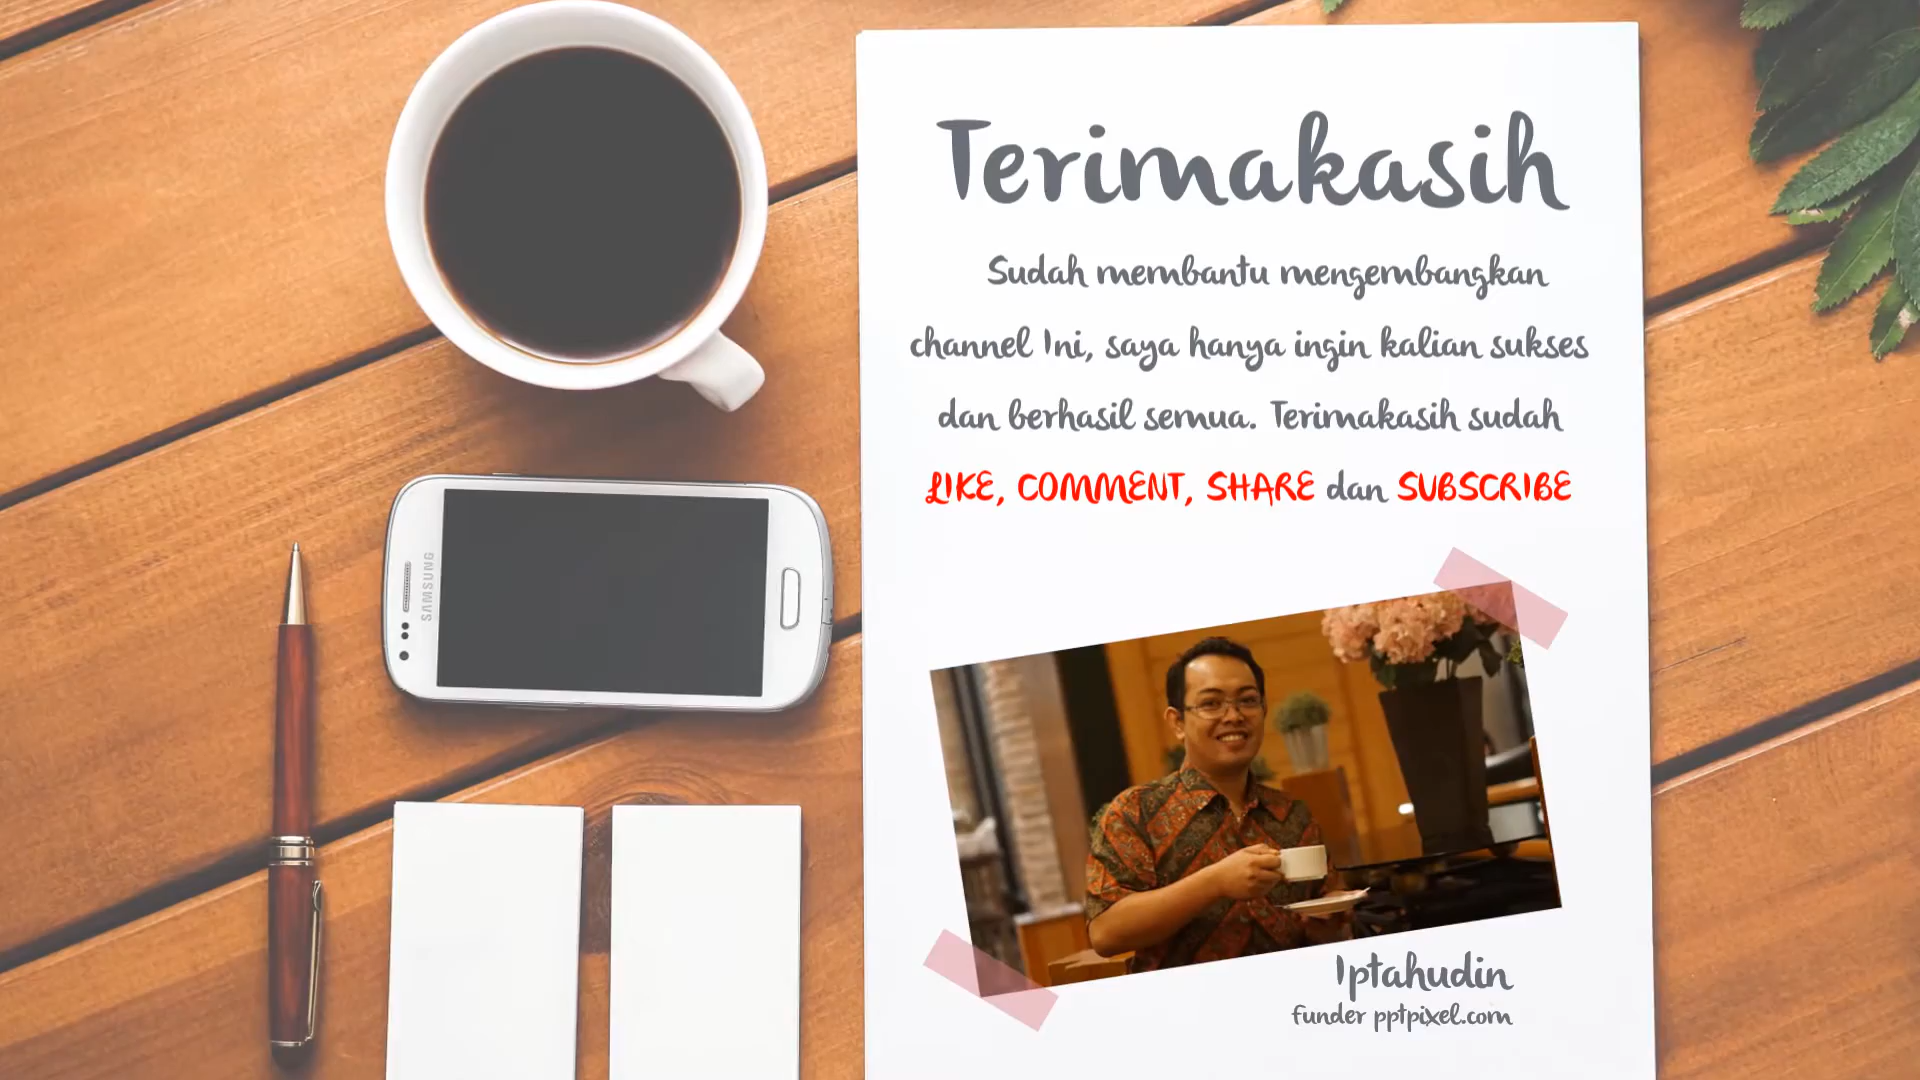 Terimakasih
Sudah membantu mengembangkan
channel Ini, saya hanya ingin kalian sukses
dan berhasil semua. Terimakasih sudah
LIKE, COMMENT, SHARE dan SUBSCRIBE
SAMSUNG
Iptahudin
funder pptpixel.com